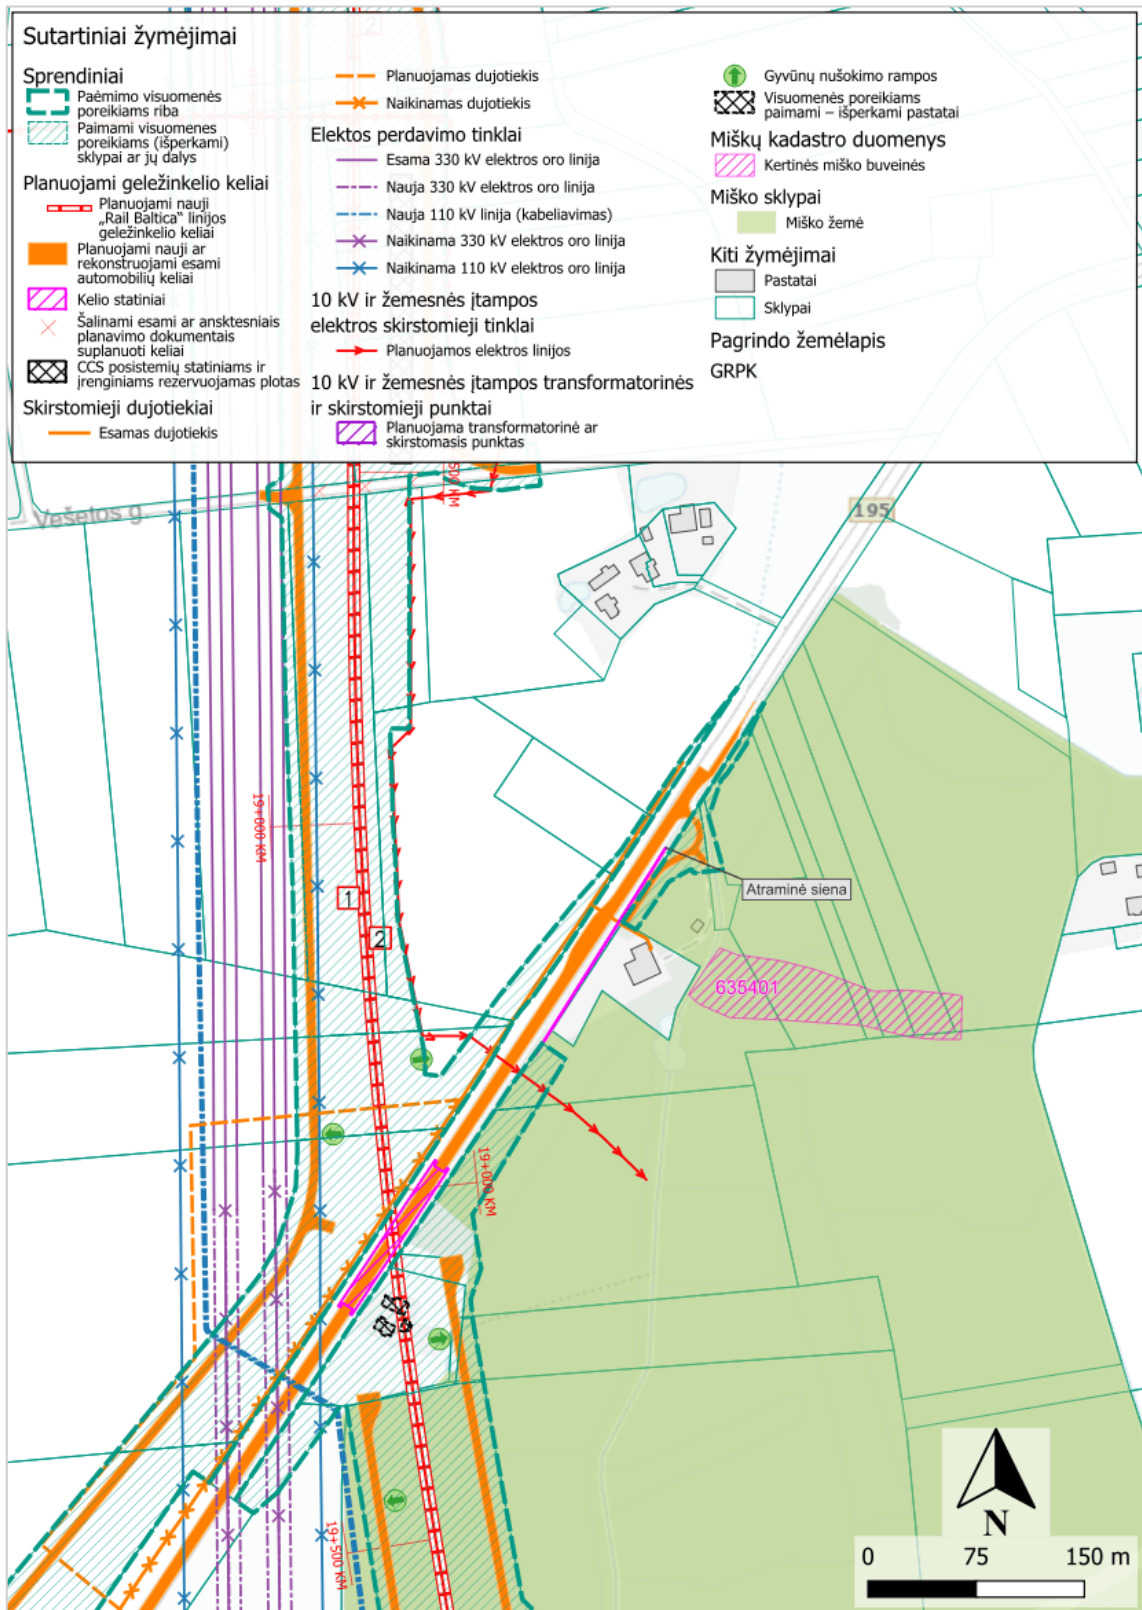 Sutartiniai žymėjimai
Sprendiniai
Paėmimo visuomenės
poreikiams riba
Paimami visuomenes
poreikiams (išperkami)
sklypai ar jų dalys
Planuojami geležinkelio keliai
Planuojami nauji
„Rail Baltica“ linijos
geležinkelio keliai
Planuojami nauji ar
rekonstruojami esami
automobilių keliai
Kelio statiniai
Šalinami esami ar ansktesniais
planavimo dokumentais
suplanuoti keliai
CCS posistemių statiniams ir
įrenginiams rezervuojamas plotas
Skirstomieji dujotiekiai
Esamas dujotiekis
Planuojamas dujotiekis
Naikinamas dujotiekis
Elektos perdavimo tinklai
Esama 330 kV elektros oro linija
Nauja 330 kV elektros oro linija
Nauja 110 kV linija (kabeliavimas)
Naikinama 330 kV elektros oro linija
Naikinama 110 kV elektros oro linija
10 kV ir žemesnės įtampos
elektros skirstomieji tinklai
Planuojamos elektros linijos
10 kV ir žemesnės įtampos transformatorinės
ir skirstomieji punktai
Planuojama transformatorinė ar
skirstomasis punktas
Gyvūnų nušokimo rampos
Visuomenės poreikiams
paimami – išperkami pastatai
Miškų kadastro duomenys
Kertinės miško buveinės
Miško sklypai
Miško žemė
Kiti žymėjimai
Pastatai
Sklypai
Pagrindo žemėlapis
GRPK
2
Vešėtos g.
195
19+000 KM
1
2
Atraminė siena
635401
19+000 KM
19+500 KM
N
0 75 150 m